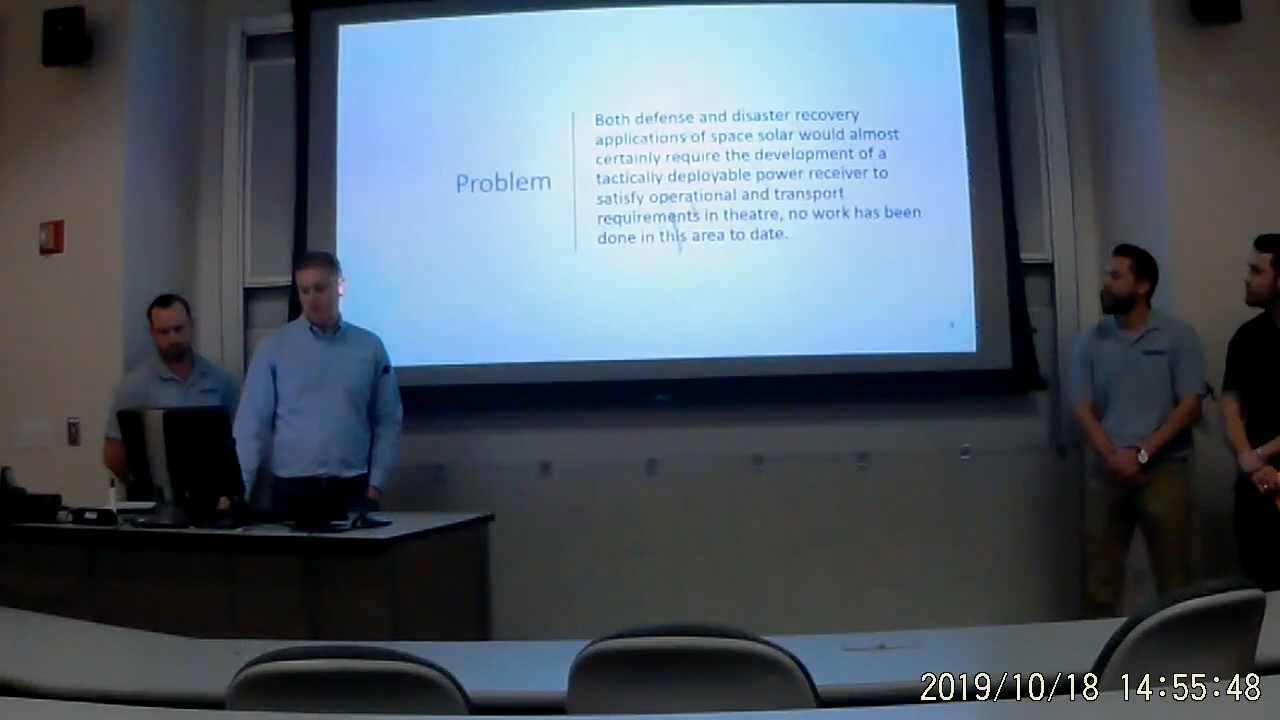 Problem
Both defense and disaster recovery
applications of space solar would almost
certainly require the development of a
tactically deployable power receiver to
satisfy operational and transport
requirements in theatre, no work has been
done in this area to date.
2019/10/18 14:55:48